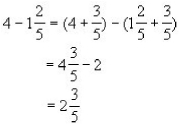 4 − 1 2/5 = (4 + 3/5) − (1 2/5 + 3/5)
= 4 3/5 − 2
= 2 3/5